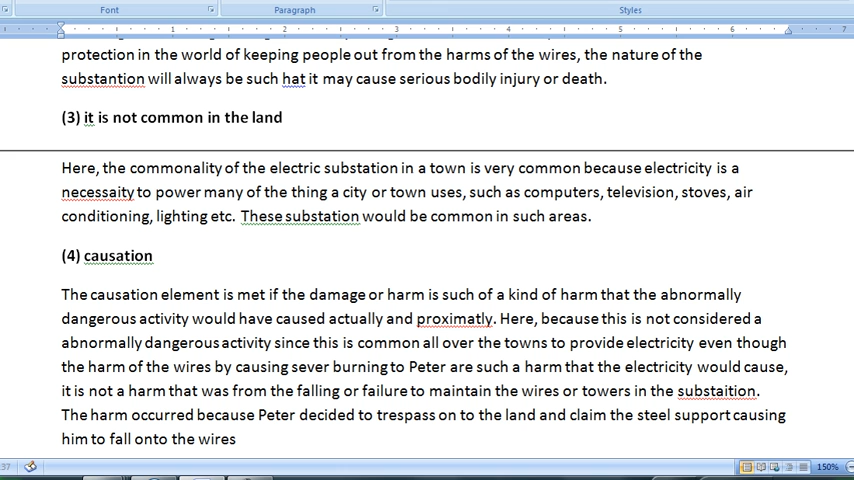 Font Paragraph Styles
1 2 3 4 5 6 7
protection in the world of keeping people out from the harms of the wires, the nature of the
substantion will always be such hat it may cause serious bodily injury or death.
(3) it is not common in the land
Here, the commonality of the electric substation in a town is very common because electricity is a
necessaity to power many of the thing a city or town uses, such as computers, television, stoves, air
conditioning, lighting etc. These substation would be common in such areas.
(4) causation
The causation element is met if the damage or harm is such of a kind of harm that the abnormally
dangerous activity would have caused actually and proximatly. Here, because this is not considered a
abnormally dangerous activity since this is common all over the towns to provide electricity even though
the harm of the wires by causing sever burning to Peter are such a harm that the electricity would cause,
it is not a harm that was from the falling or failure to maintain the wires or towers in the substaition.
The harm occurred because Peter decided to trespass on to the land and claim the steel support causing
him to fall onto the wires
37 150%